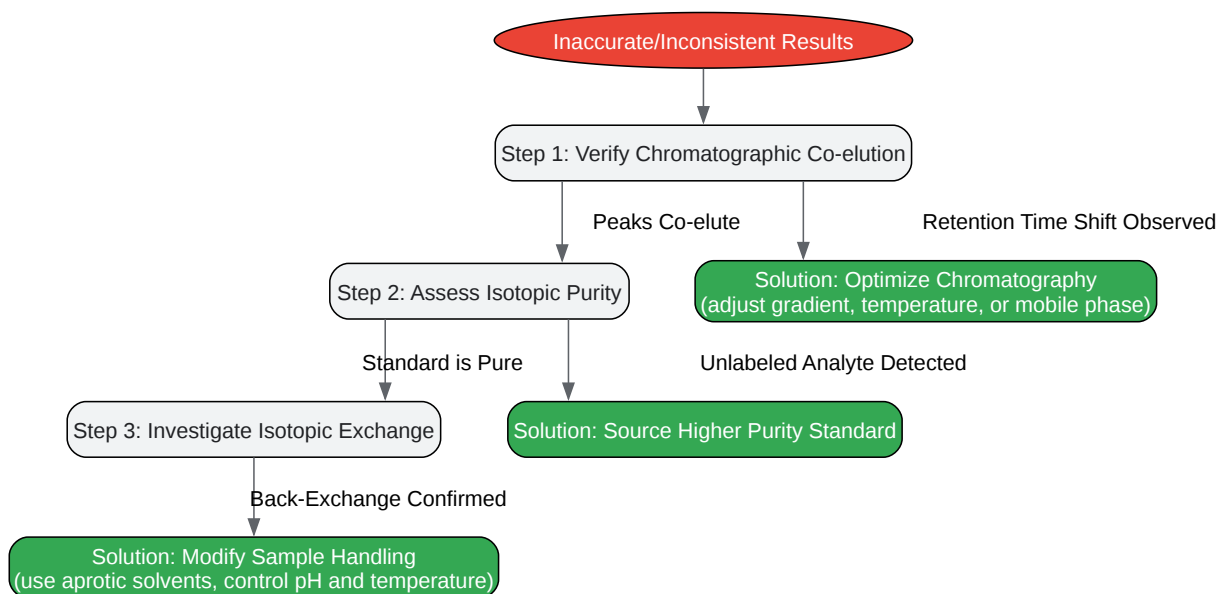 Inaccurate/Inconsistent Results
Step 1: Verify Chromatographic Co-elution
Peaks Co-elute
Retention Time Shift Observed
Step 2: Assess Isotopic Purity
Solution: Optimize Chromatography
(adjust gradient, temperature, or mobile phase)
Standard is Pure
Unlabeled Analyte Detected
Step 3: Investigate Isotopic Exchange
Solution: Source Higher Purity Standard
Back-Exchange Confirmed
Solution: Modify Sample Handling
(use aprotic solvents, control pH and temperature)